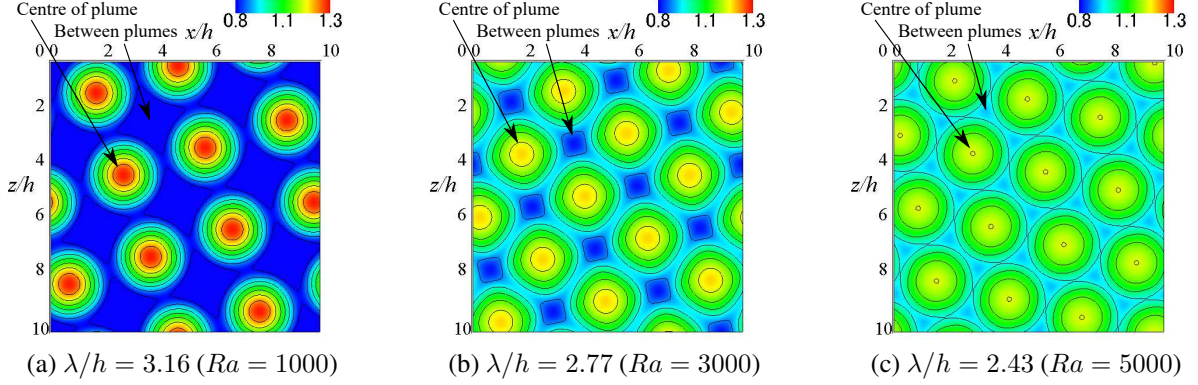 Centre of plume
Between plumes x/h
0.8 1.1 1.3
0 2 4 6 8 10
2
4
z/h
6
8
10
(a) λ/h = 3.16 (Ra = 1000)
Centre of plume
Between plumes x/h
0.8 1.1 1.3
0 2 4 6 8 10
2
4
z/h
6
8
10
(b) λ/h = 2.77 (Ra = 3000)
Centre of plume
Between plumes x/h
0.8 1.1 1.3
0 2 4 6 8 10
2
4
z/h
6
8
10
(c) λ/h = 2.43 (Ra = 5000)